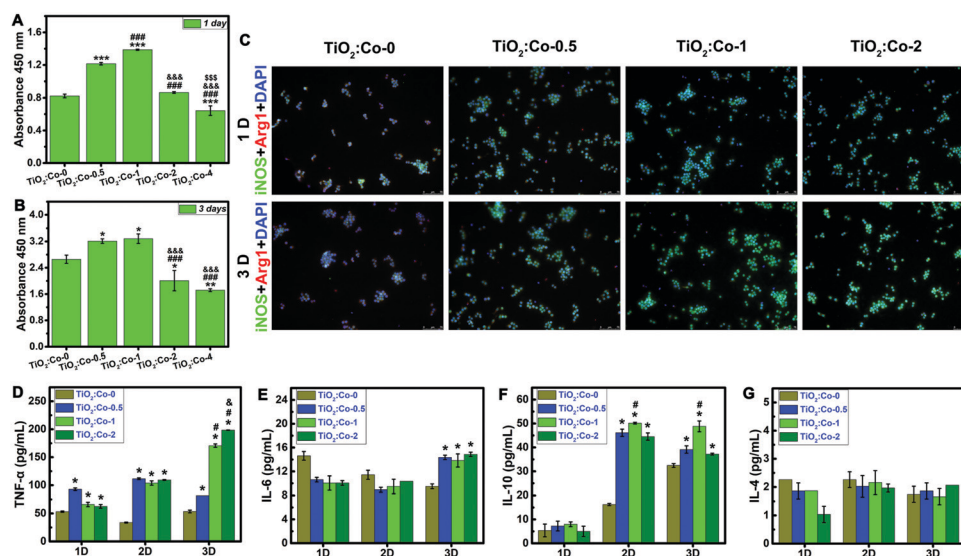 A
1 day
Absorbance 450 nm
1.8
1.2
0.6
0.0
***
###
***
&&&
###
$$$
&&&
###
***
TiO2:Co-0
TiO2:Co-0.5
TiO2:Co-1
TiO2:Co-2
TiO2:Co-4
B
3 days
Absorbance 450 nm
4.8
3.2
1.6
0.0
*
*
&&&
###
*
&&&
###
**
TiO2:Co-0
TiO2:Co-0.5
TiO2:Co-1
TiO2:Co-2
TiO2:Co-4
C
TiO2:Co-0 TiO2:Co-0.5 TiO2:Co-1 TiO2:Co-2
1 D
iNOS+Arg1+DAPI
3 D
iNOS+Arg1+DAPI
D
TiO2:Co-0
TiO2:Co-0.5
TiO2:Co-1
TiO2:Co-2
TNF-α (pg/mL)
250
200
150
100
50
0
* * *
* * *
*
#
*
&
#
*
1D 2D 3D
E
TiO2:Co-0
TiO2:Co-0.5
TiO2:Co-1
TiO2:Co-2
IL-6 (pg/mL)
24
20
16
12
8
4
0
* * *
1D 2D 3D
F
TiO2:Co-0
TiO2:Co-0.5
TiO2:Co-1
TiO2:Co-2
IL-10 (pg/mL)
60
50
40
30
20
10
0
*
#
*
*
*
#
*
*
1D 2D 3D
G
TiO2:Co-0
TiO2:Co-0.5
TiO2:Co-1
TiO2:Co-2
IL-4 (pg/mL)
5
4
3
2
1
0
1D 2D 3D